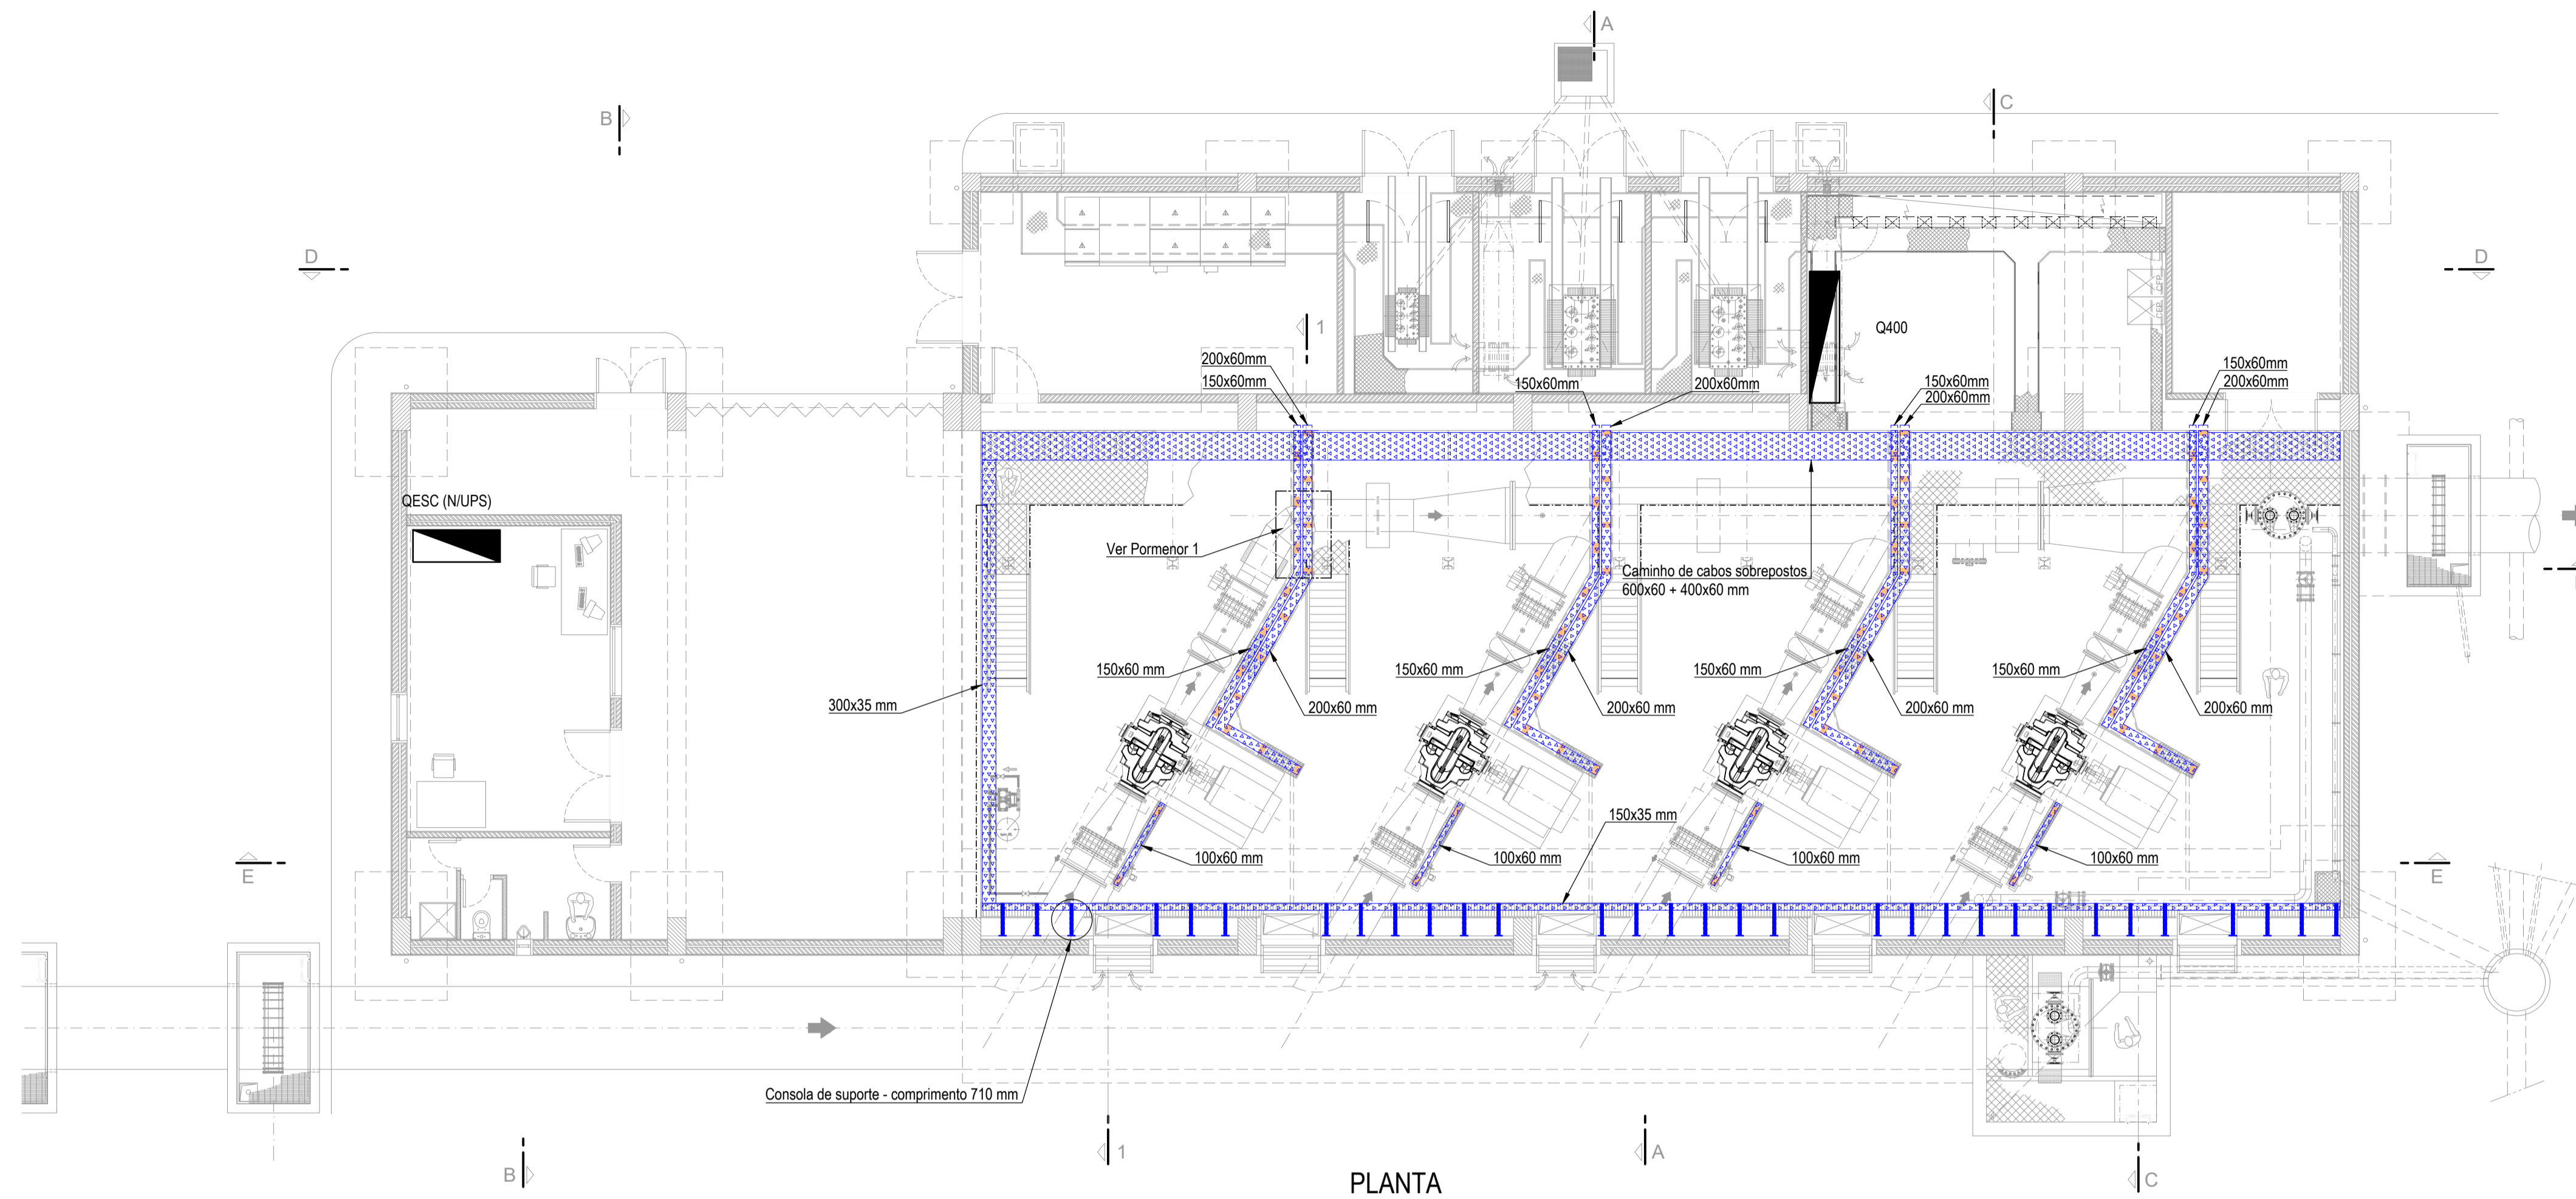 A
C
B
D
D
1
Q400
200x60mm
150x60mm
150x60mm
200x60mm
150x60mm
200x60mm
150x60mm
200x60mm
CFP
CFP
QESC (N/UPS)
Ver Pormenor 1
Caminho de cabos sobrepostos
600x60 + 400x60 mm
150x60 mm
150x60 mm
150x60 mm
150x60 mm
300x35 mm
200x60 mm
200x60 mm
200x60 mm
200x60 mm
150x35 mm
100x60 mm
100x60 mm
100x60 mm
100x60 mm
E
E
Consola de suporte - comprimento 710 mm
B
1
A
C
PLANTA